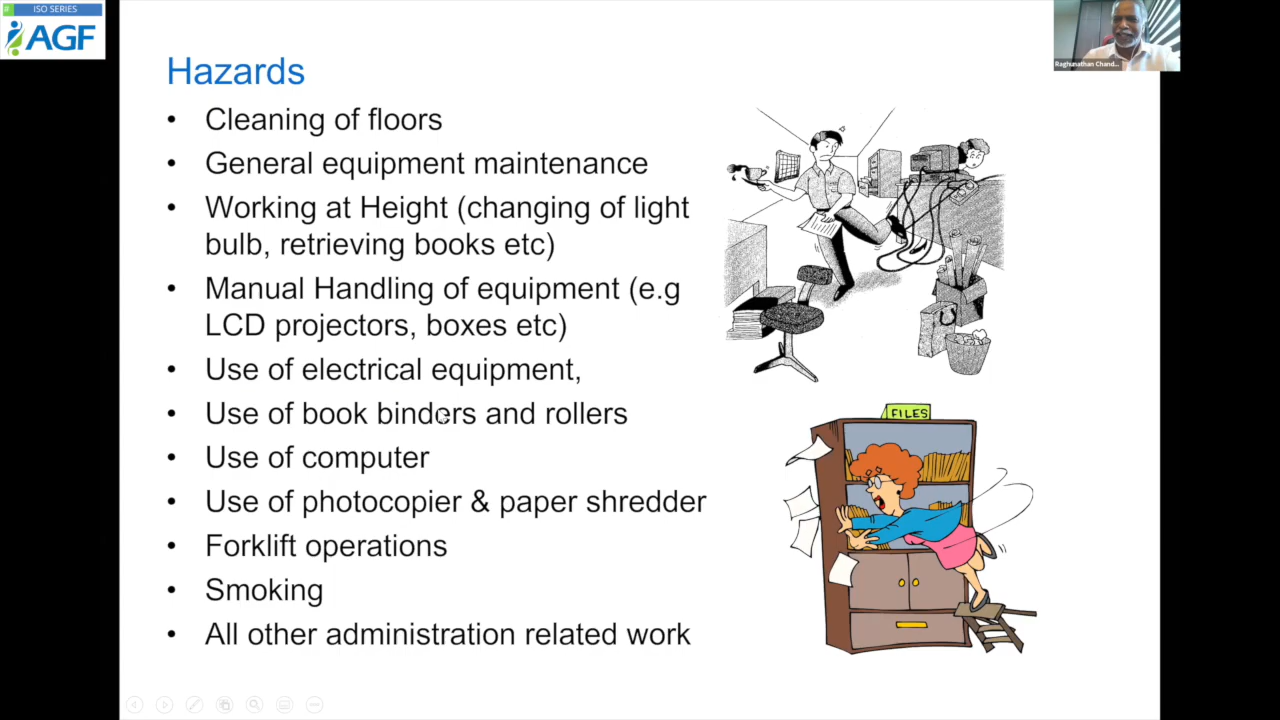 # ISO SERIES
AGF
Raghunathan Chand...
Hazards
• Cleaning of floors
• General equipment maintenance
• Working at Height (changing of light
bulb, retrieving books etc)
• Manual Handling of equipment (e.g
LCD projectors, boxes etc)
• Use of electrical equipment,
• Use of book binders and rollers
• Use of computer
• Use of photocopier & paper shredder
• Forklift operations
• Smoking
• All other administration related work
FILES